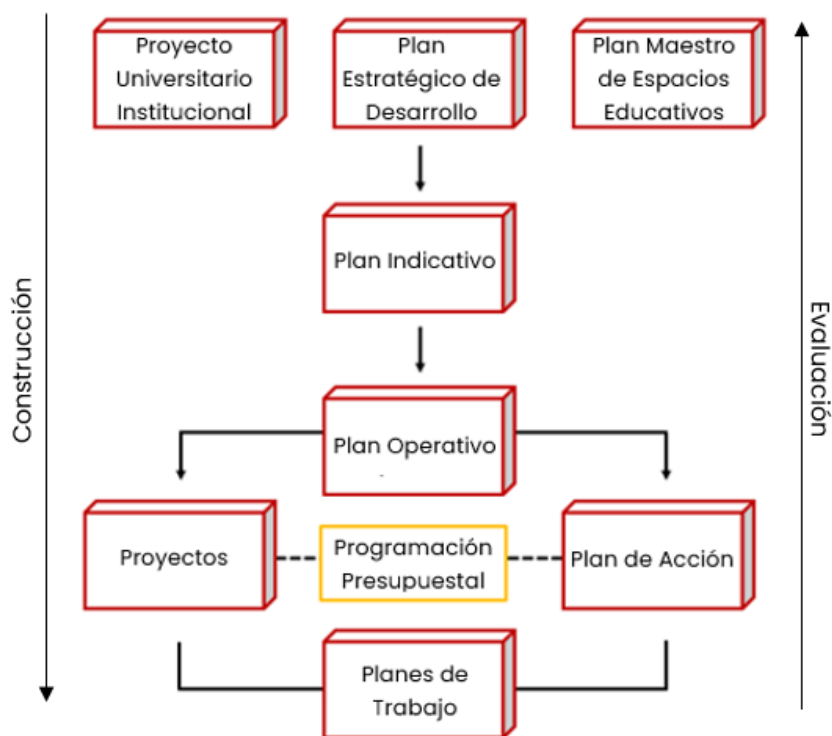 Proyecto
Universitario
Institucional
Plan
Estratégico de
Desarrollo
Plan Maestro
de Espacios
Educativos
Plan Indicativo
Construcción
Evaluación
Plan Operativo
Proyectos
Programación
Presupuestal
Plan de Acción
Planes de
Trabajo